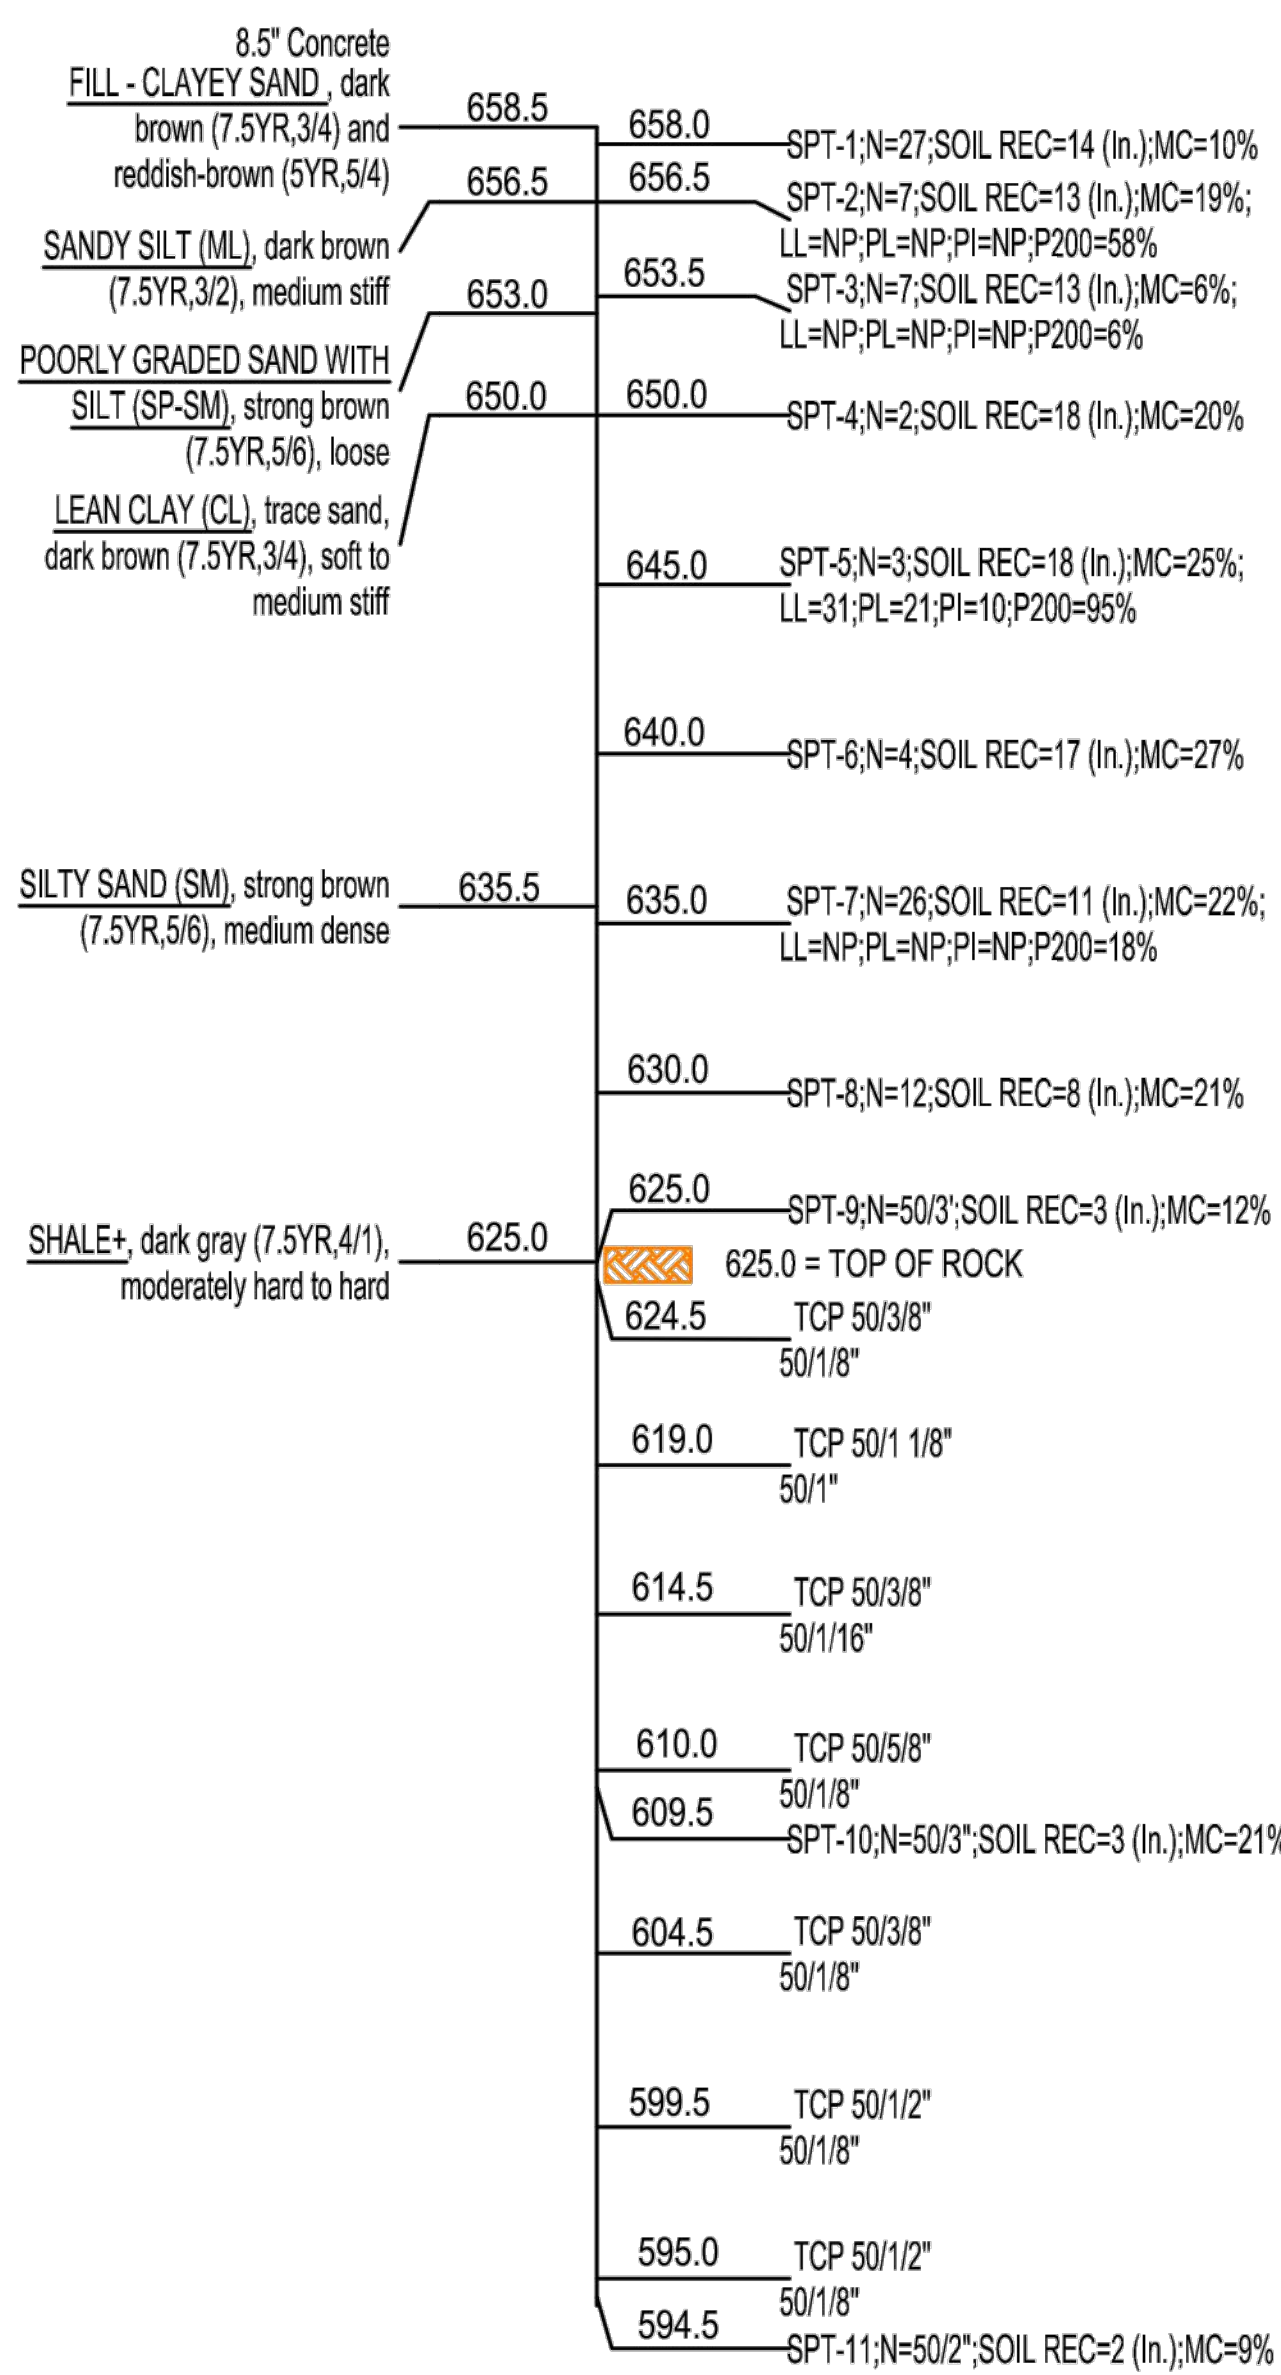 8.5" Concrete
FILL - CLAYEY SAND , dark
brown (7.5YR,3/4) and
reddish-brown (5YR,5/4)
658.5
658.0
SPT-1;N=27;SOIL REC=14 (In.);MC=10%
SANDY SILT (ML), dark brown
(7.5YR,3/2), medium stiff
656.5
656.5
SPT-2;N=7;SOIL REC=13 (In.);MC=19%;
LL=NP;PL=NP;PI=NP;P200=58%
653.5
SPT-3;N=7;SOIL REC=13 (In.);MC=6%;
LL=NP;PL=NP;PI=NP;P200=6%
POORLY GRADED SAND WITH
SILT (SP-SM), strong brown
(7.5YR,5/6), loose
653.0
LEAN CLAY (CL), trace sand,
dark brown (7.5YR,3/4), soft to
medium stiff
650.0
650.0
SPT-4;N=2;SOIL REC=18 (In.);MC=20%
645.0
SPT-5;N=3;SOIL REC=18 (In.);MC=25%;
LL=31;PL=21;PI=10;P200=95%
640.0
SPT-6;N=4;SOIL REC=17 (In.);MC=27%
SILTY SAND (SM), strong brown
(7.5YR,5/6), medium dense
635.5
635.0
SPT-7;N=26;SOIL REC=11 (In.);MC=22%;
LL=NP;PL=NP;PI=NP;P200=18%
630.0
SPT-8;N=12;SOIL REC=8 (In.);MC=21%
625.0
SPT-9;N=50/3';SOIL REC=3 (In.);MC=12%
SHALE+, dark gray (7.5YR,4/1),
moderately hard to hard
625.0
625.0 = TOP OF ROCK
624.5
TCP 50/3/8"
50/1/8"
619.0
TCP 50/1 1/8"
50/1"
614.5
TCP 50/3/8"
50/1/16"
610.0
TCP 50/5/8"
50/1/8"
609.5
SPT-10;N=50/3";SOIL REC=3 (In.);MC=21%
604.5
TCP 50/3/8"
50/1/8"
599.5
TCP 50/1/2"
50/1/8"
595.0
TCP 50/1/2"
50/1/8"
594.5
SPT-11;N=50/2";SOIL REC=2 (In.);MC=9%